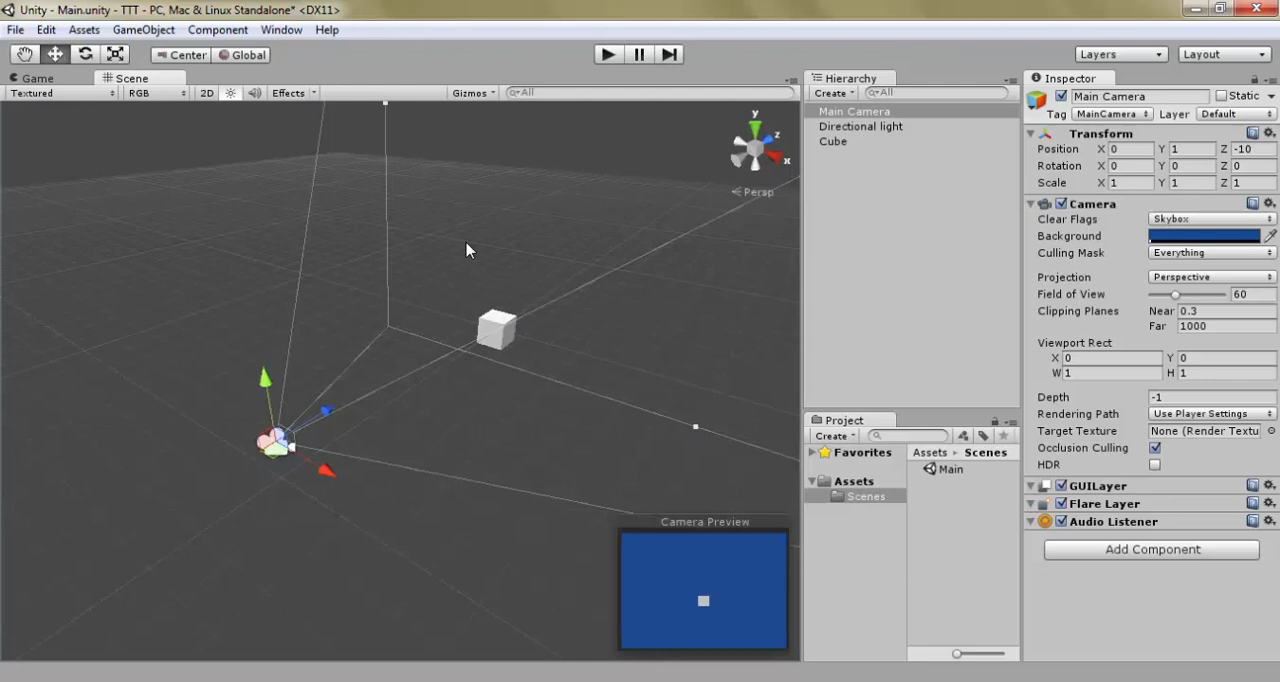 Unity - Main.unity - TTT - PC, Mac & Linux Standalone* <DX11>
File Edit Assets GameObject Component Window Help
Center Global Layers Layout
Game Scene
Textured RGB 2D Effects Gizmos All
y
z
x
Persp
Camera Preview
Hierarchy
Create All
Main Camera
Directional light
Cube
Project
Create
Favorites
Assets
Scenes
Assets Scenes
Main
Inspector
Main Camera Static
Tag MainCamera Layer Default
Transform
Position X 0 Y 1 Z -10
Rotation X 0 Y 0 Z 0
Scale X 1 Y 1 Z 1
Camera
Clear Flags Skybox
Background
Culling Mask Everything
Projection Perspective
Field of View 60
Clipping Planes Near 0.3
Far 1000
Viewport Rect
X 0 Y 0
W 1 H 1
Depth -1
Rendering Path Use Player Settings
Target Texture None (Render Textu
Occlusion Culling
HDR
GUILayer
Flare Layer
Audio Listener
Add Component